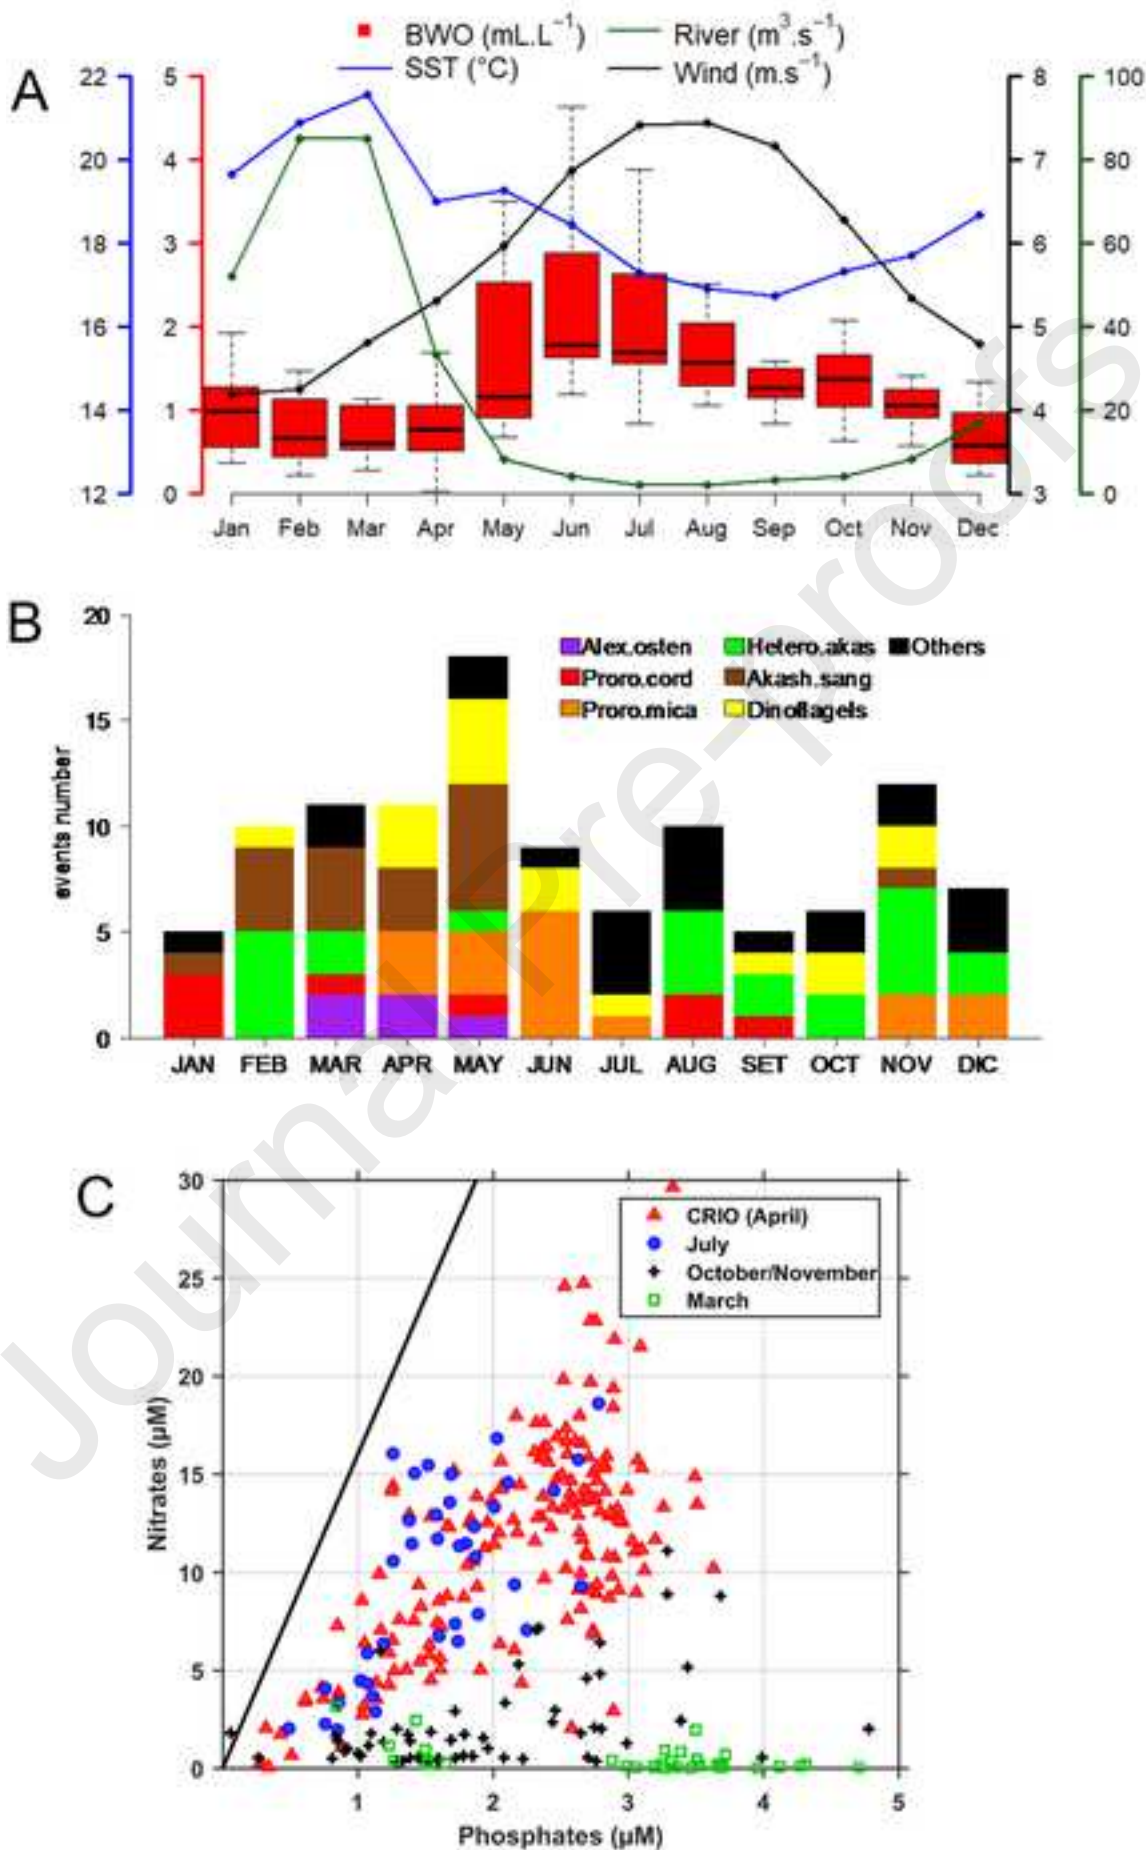 BWO (mL.L⁻¹) River (m³.s⁻¹)
SST (°C) Wind (m.s⁻¹)
A
22 5 8 100
20 4 7 80
18 3 6 60
16 2 5 40
14 1 4 20
12 0 3 0
Jan Feb Mar Apr May Jun Jul Aug Sep Oct Nov Dec
B
20
15
10
5
0
events number
Alex.osten Hetero.akas Others
Proro.cord Akash.sang
Proro.mica Dinoflagels
JAN FEB MAR APR MAY JUN JUL AUG SET OCT NOV DIC
C
30
25
20
15
10
5
0
Nitrates (µM)
CRIO (April)
July
October/November
March
1 2 3 4 5
Phosphates (µM)
Journal Pre-proofs